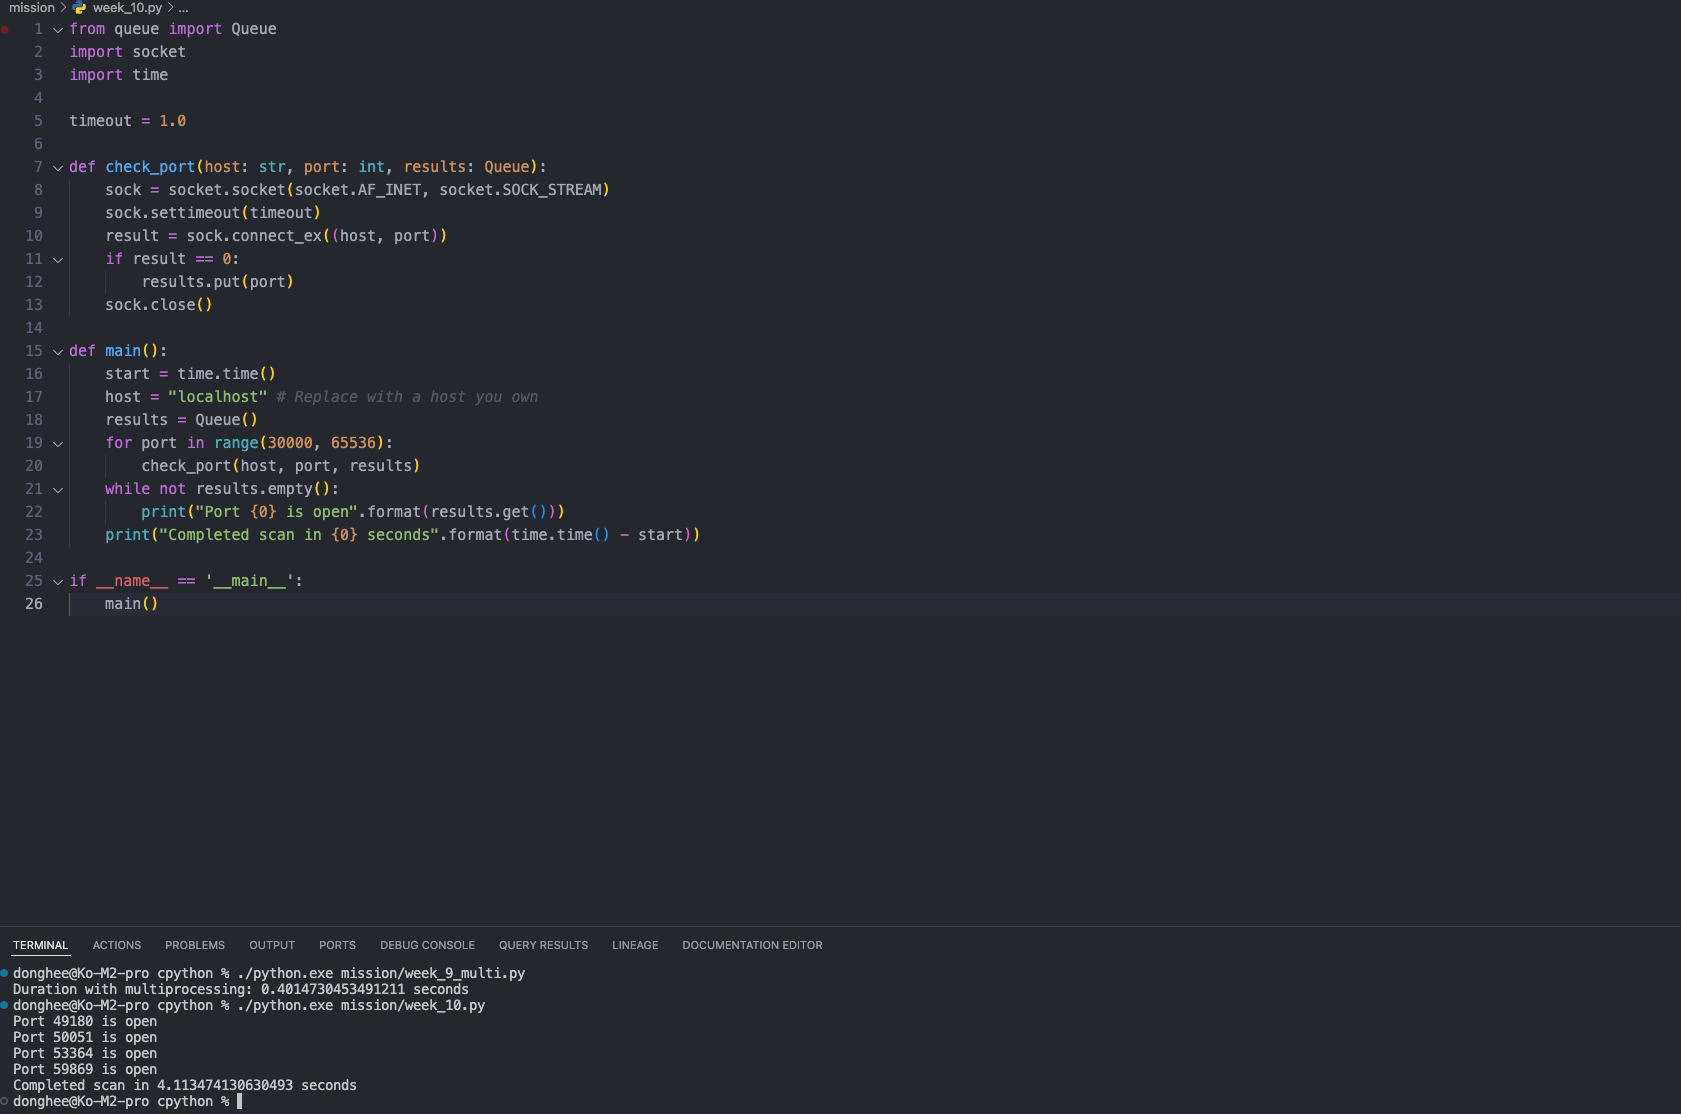 mission > week_10.py > ...
1 from queue import Queue
2 import socket
3 import time
4
5 timeout = 1.0
6
7 def check_port(host: str, port: int, results: Queue):
8     sock = socket.socket(socket.AF_INET, socket.SOCK_STREAM)
9     sock.settimeout(timeout)
10     result = sock.connect_ex((host, port))
11     if result == 0:
12         results.put(port)
13     sock.close()
14
15 def main():
16     start = time.time()
17     host = "localhost" # Replace with a host you own
18     results = Queue()
19     for port in range(30000, 65536):
20         check_port(host, port, results)
21     while not results.empty():
22         print("Port {0} is open".format(results.get()))
23     print("Completed scan in {0} seconds".format(time.time() - start))
24
25 if __name__ == '__main__':
26     main()
TERMINAL ACTIONS PROBLEMS OUTPUT PORTS DEBUG CONSOLE QUERY RESULTS LINEAGE DOCUMENTATION EDITOR
donghee@Ko-M2-pro cpython % ./python.exe mission/week_9_multi.py
Duration with multiprocessing: 0.4014730453491211 seconds
donghee@Ko-M2-pro cpython % ./python.exe mission/week_10.py
Port 49180 is open
Port 50051 is open
Port 53364 is open
Port 59869 is open
Completed scan in 4.113474130630493 seconds
donghee@Ko-M2-pro cpython %